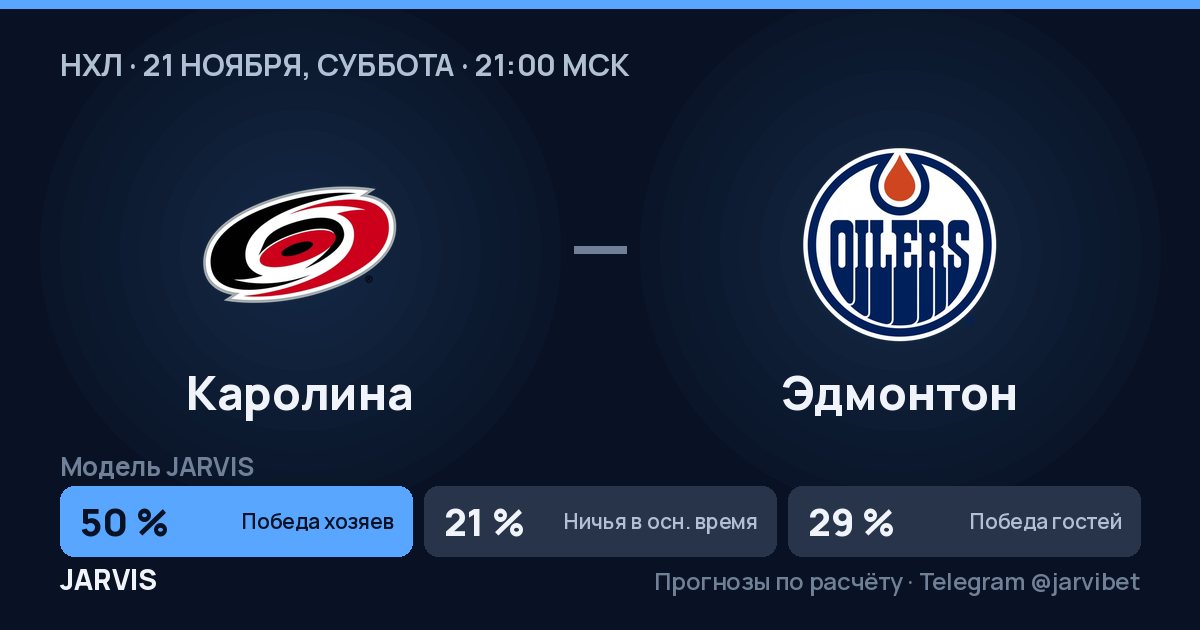 НХЛ · 21 НОЯБРЯ, СУББОТА · 21:00 МСК
OILERS
—
Каролина
Эдмонтон
Модель JARVIS
50 % Победа хозяев
21 % Ничья в осн. время
29 % Победа гостей
JARVIS
Прогнозы по расчёту · Telegram @jarvibet